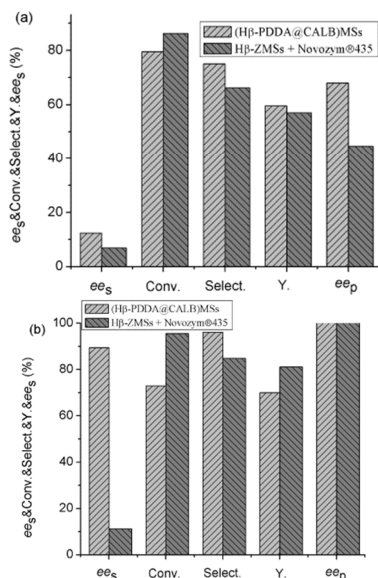 (a)
(Hβ-PDDA@CALB)MSs
Hβ-ZMSs + Novozym®435
ees&Conv.&Select.&Y.&ees (%)
80
60
40
20
0
ees Conv. Select. Y. eep
(b)
(Hβ-PDDA@CALB)MSs
Hβ-ZMSs + Novozym®435
ees&Conv.&Select.&Y.&ees (%)
100
80
60
40
20
0
ees Conv. Select. Y. eep